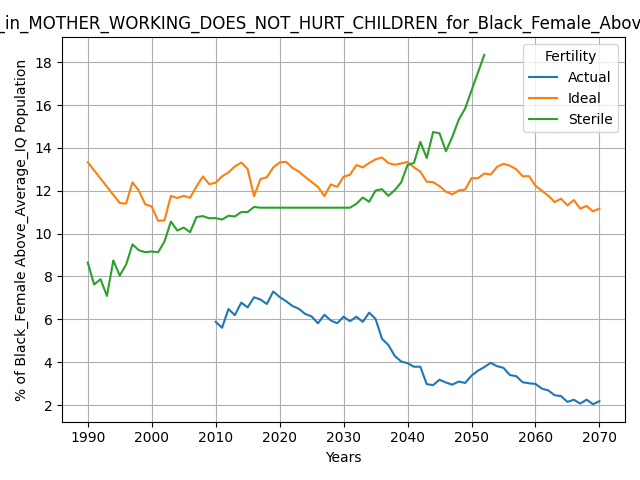 _in_MOTHER_WORKING_DOES_NOT_HURT_CHILDREN_for_Black_Female_Abov
Fertility
Actual
Ideal
Sterile
% of Black_Female Above_Average_IQ Population
18
16
14
12
10
8
6
4
2
1990 2000 2010 2020 2030 2040 2050 2060 2070
Years